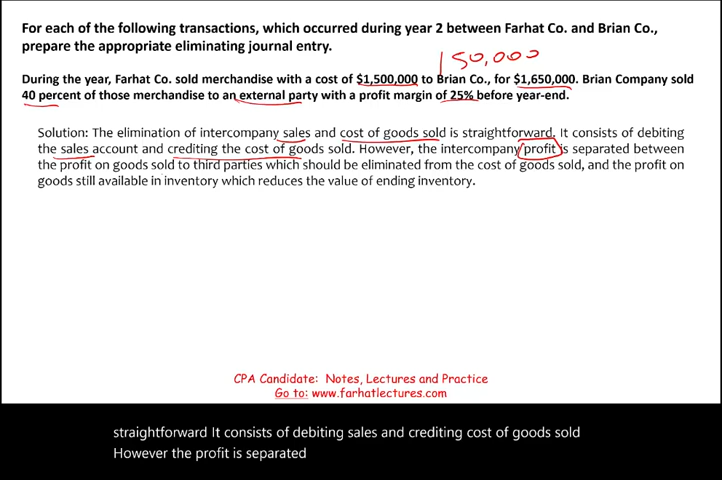 For each of the following transactions, which occurred during year 2 between Farhat Co. and Brian Co.,
prepare the appropriate eliminating journal entry.
150,000
During the year, Farhat Co. sold merchandise with a cost of $1,500,000 to Brian Co., for $1,650,000. Brian Company sold
40 percent of those merchandise to an external party with a profit margin of 25% before year-end.
Solution: The elimination of intercompany sales and cost of goods sold is straightforward. It consists of debiting
the sales account and crediting the cost of goods sold. However, the intercompany profit is separated between
the profit on goods sold to third parties which should be eliminated from the cost of goods sold, and the profit on
goods still available in inventory which reduces the value of ending inventory.
CPA Candidate: Notes, Lectures and Practice
Go to: www.farhatlectures.com
straightforward It consists of debiting sales and crediting cost of goods sold
However the profit is separated